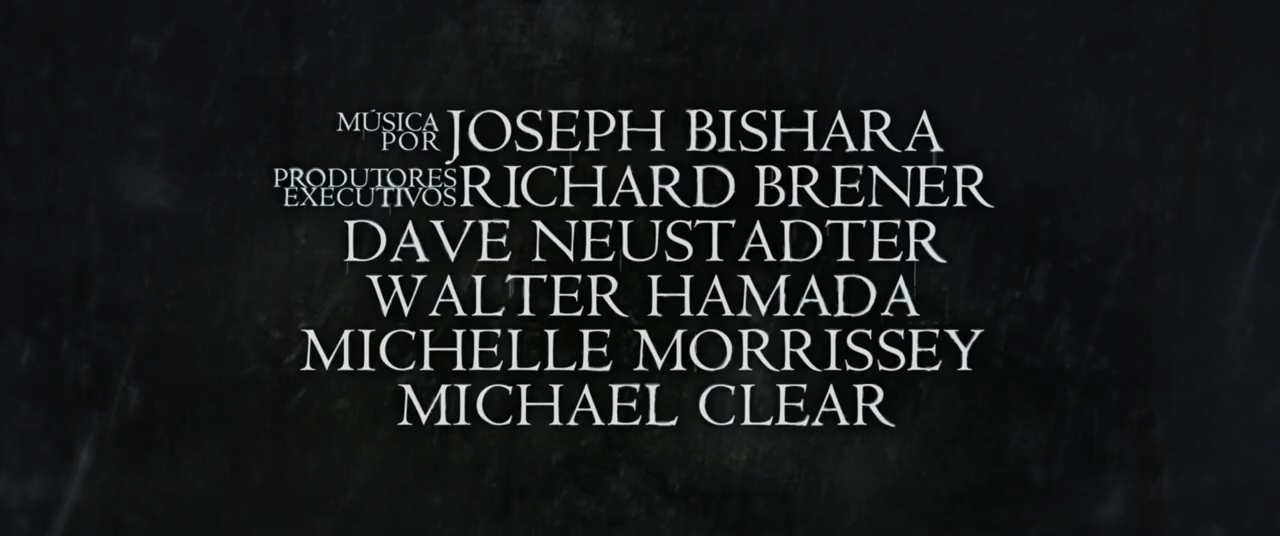 MÚSICA POR JOSEPH BISHARA
PRODUTORES EXECUTIVOS RICHARD BRENER
DAVE NEUSTADTER
WALTER HAMADA
MICHELLE MORRISSEY
MICHAEL CLEAR